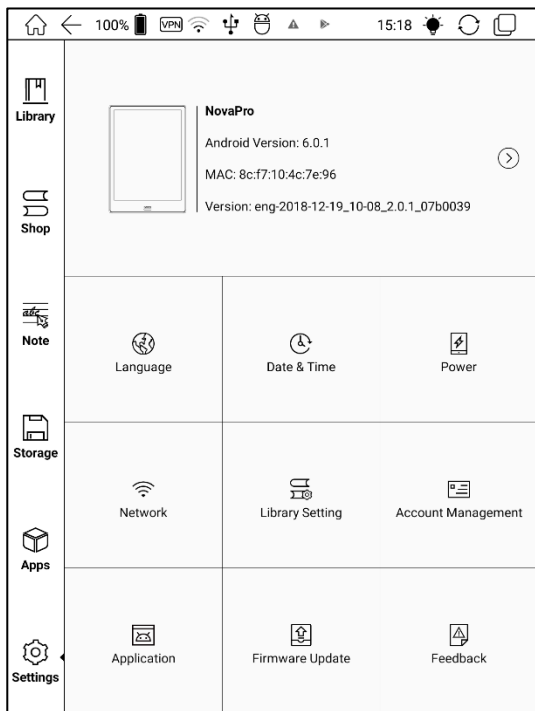 100% VPN 15:18
Library
Shop
abc
Note
Storage
Apps
Settings
NovaPro
Android Version: 6.0.1
MAC: 8c:f7:10:4c:7e:96
Version: eng-2018-12-19_10-08_2.0.1_07b0039
Language
Date & Time
Power
Network
Library Setting
Account Management
Application
Firmware Update
Feedback